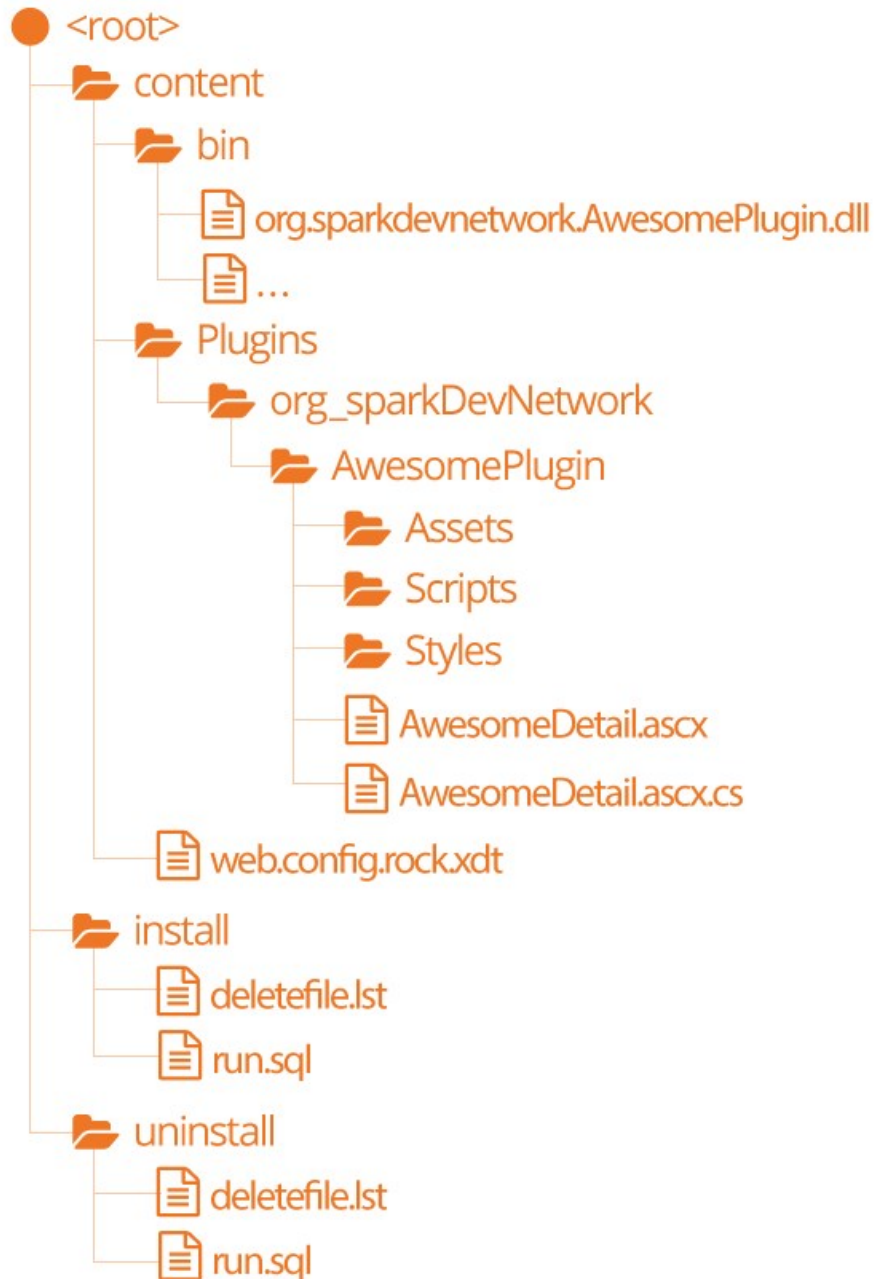 <root>
content
bin
org.sparkdevnetwork.AwesomePlugin.dll
...
Plugins
org_sparkDevNetwork
AwesomePlugin
Assets
Scripts
Styles
AwesomeDetail.ascx
AwesomeDetail.ascx.cs
web.config.rock.xdt
install
deletefile.lst
run.sql
uninstall
deletefile.lst
run.sql